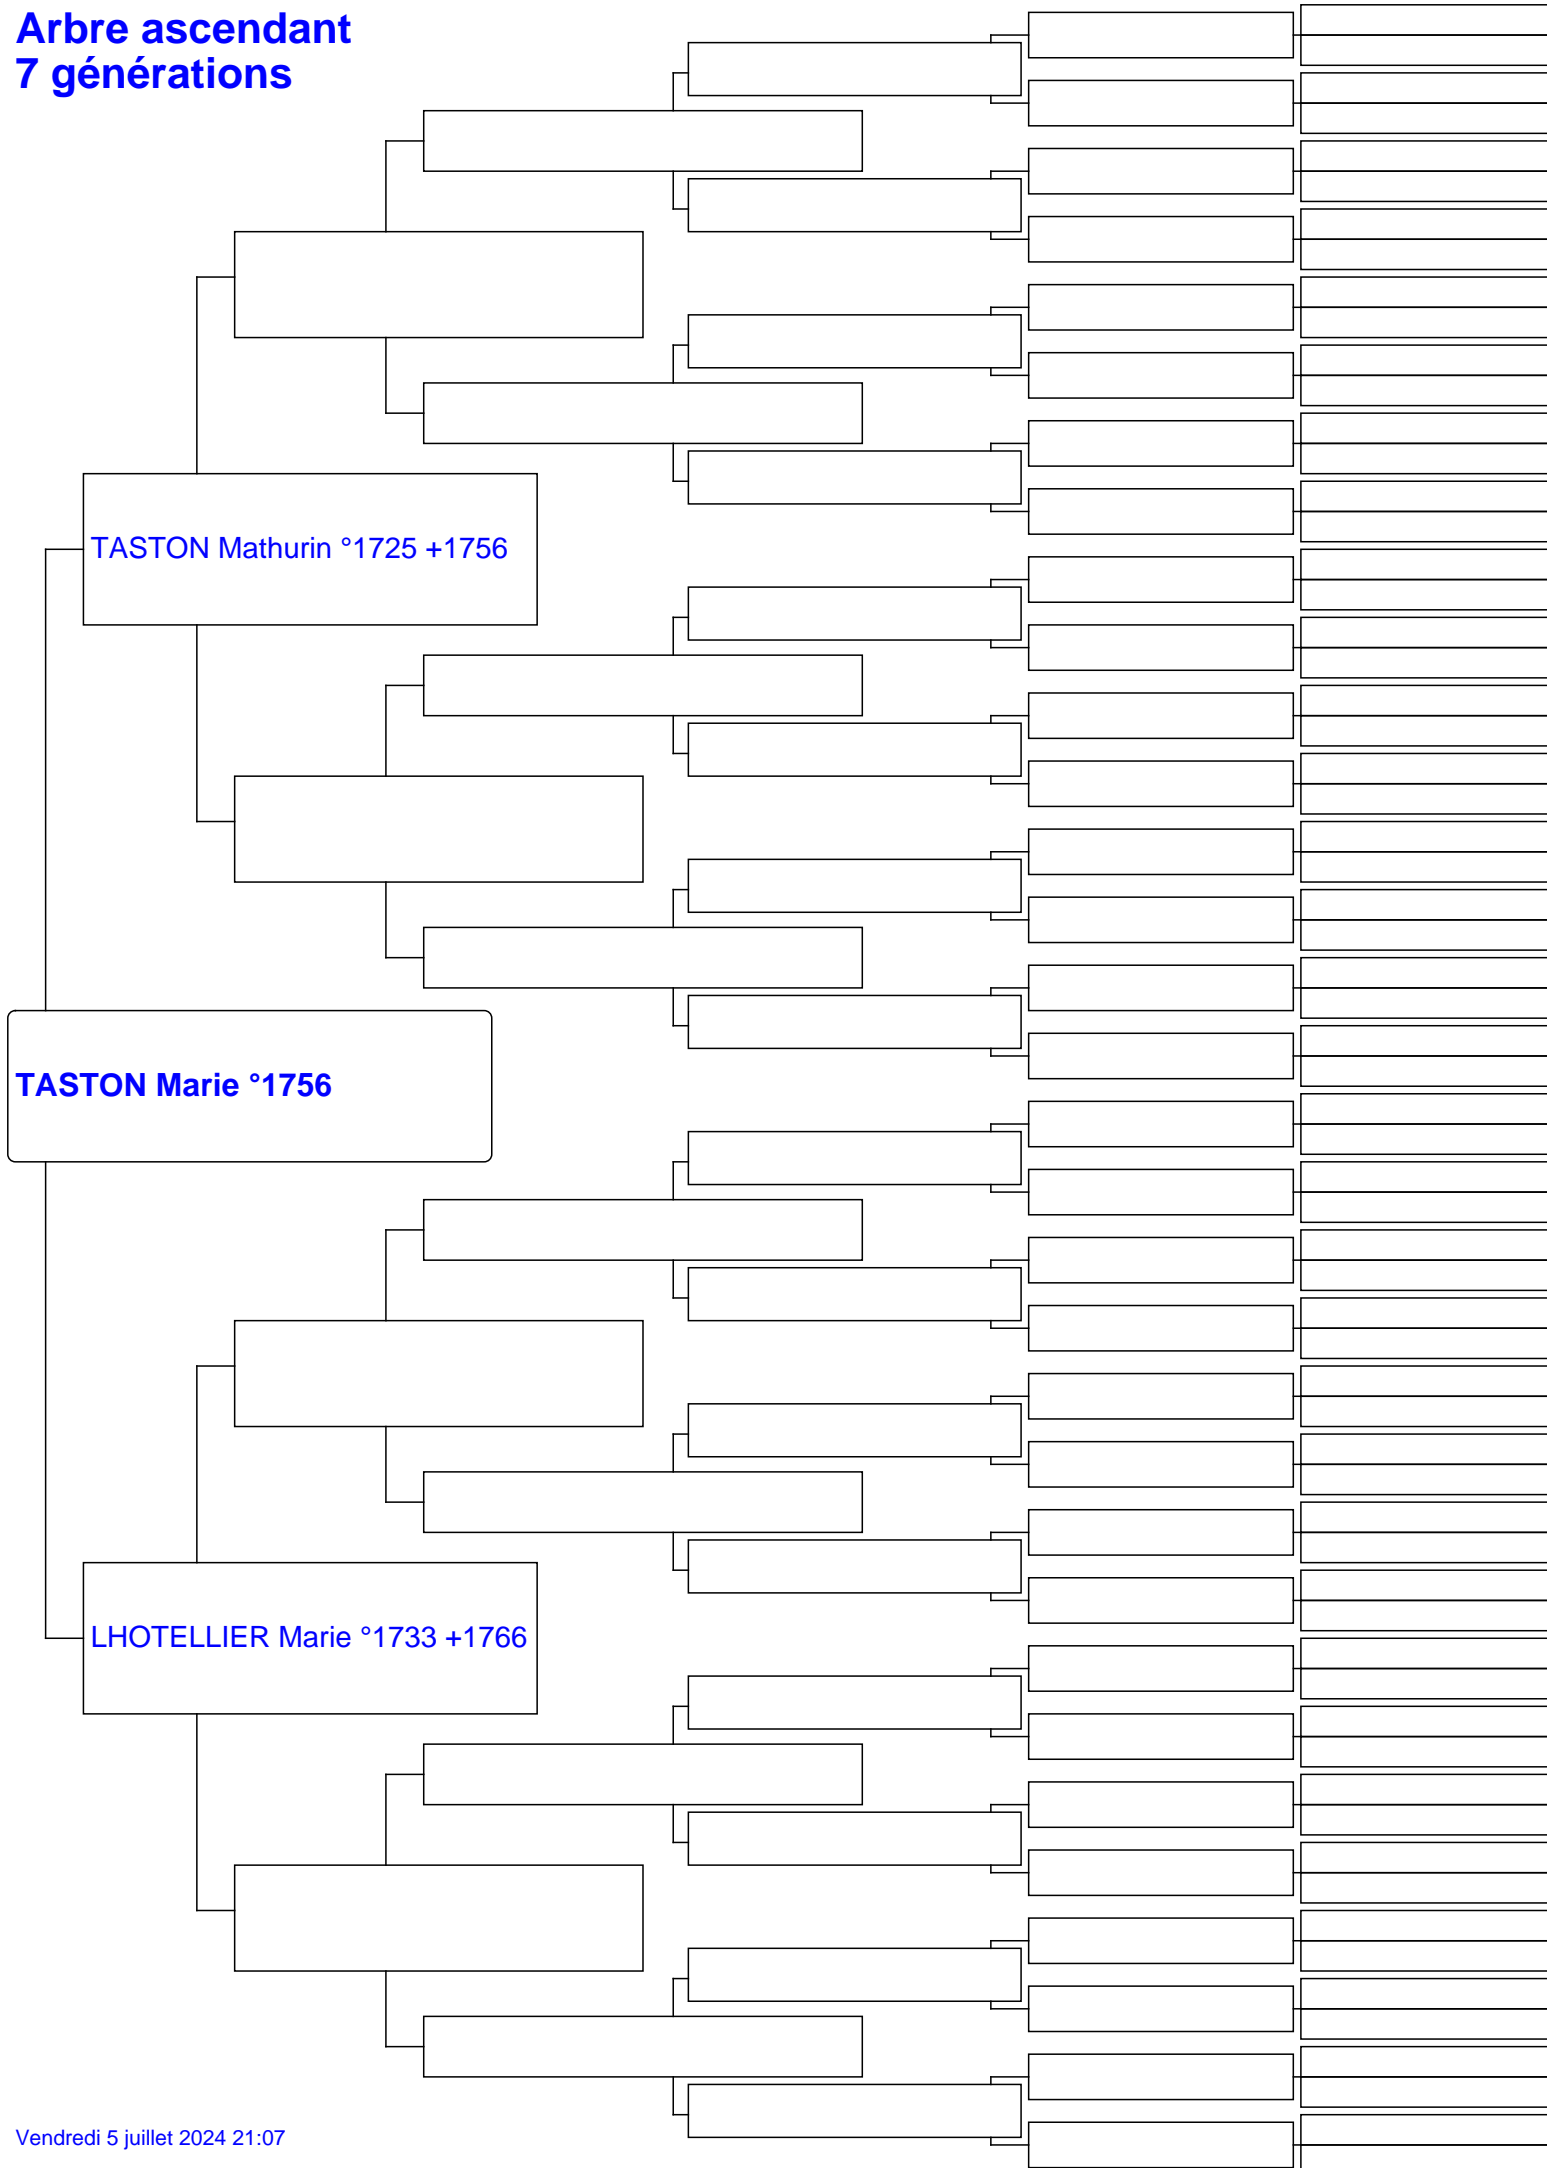 Arbre ascendant
7 générations
TASTON Mathurin °1725 +1756
TASTON Marie °1756
LHOTELLIER Marie °1733 +1766
Vendredi 5 juillet 2024 21:07